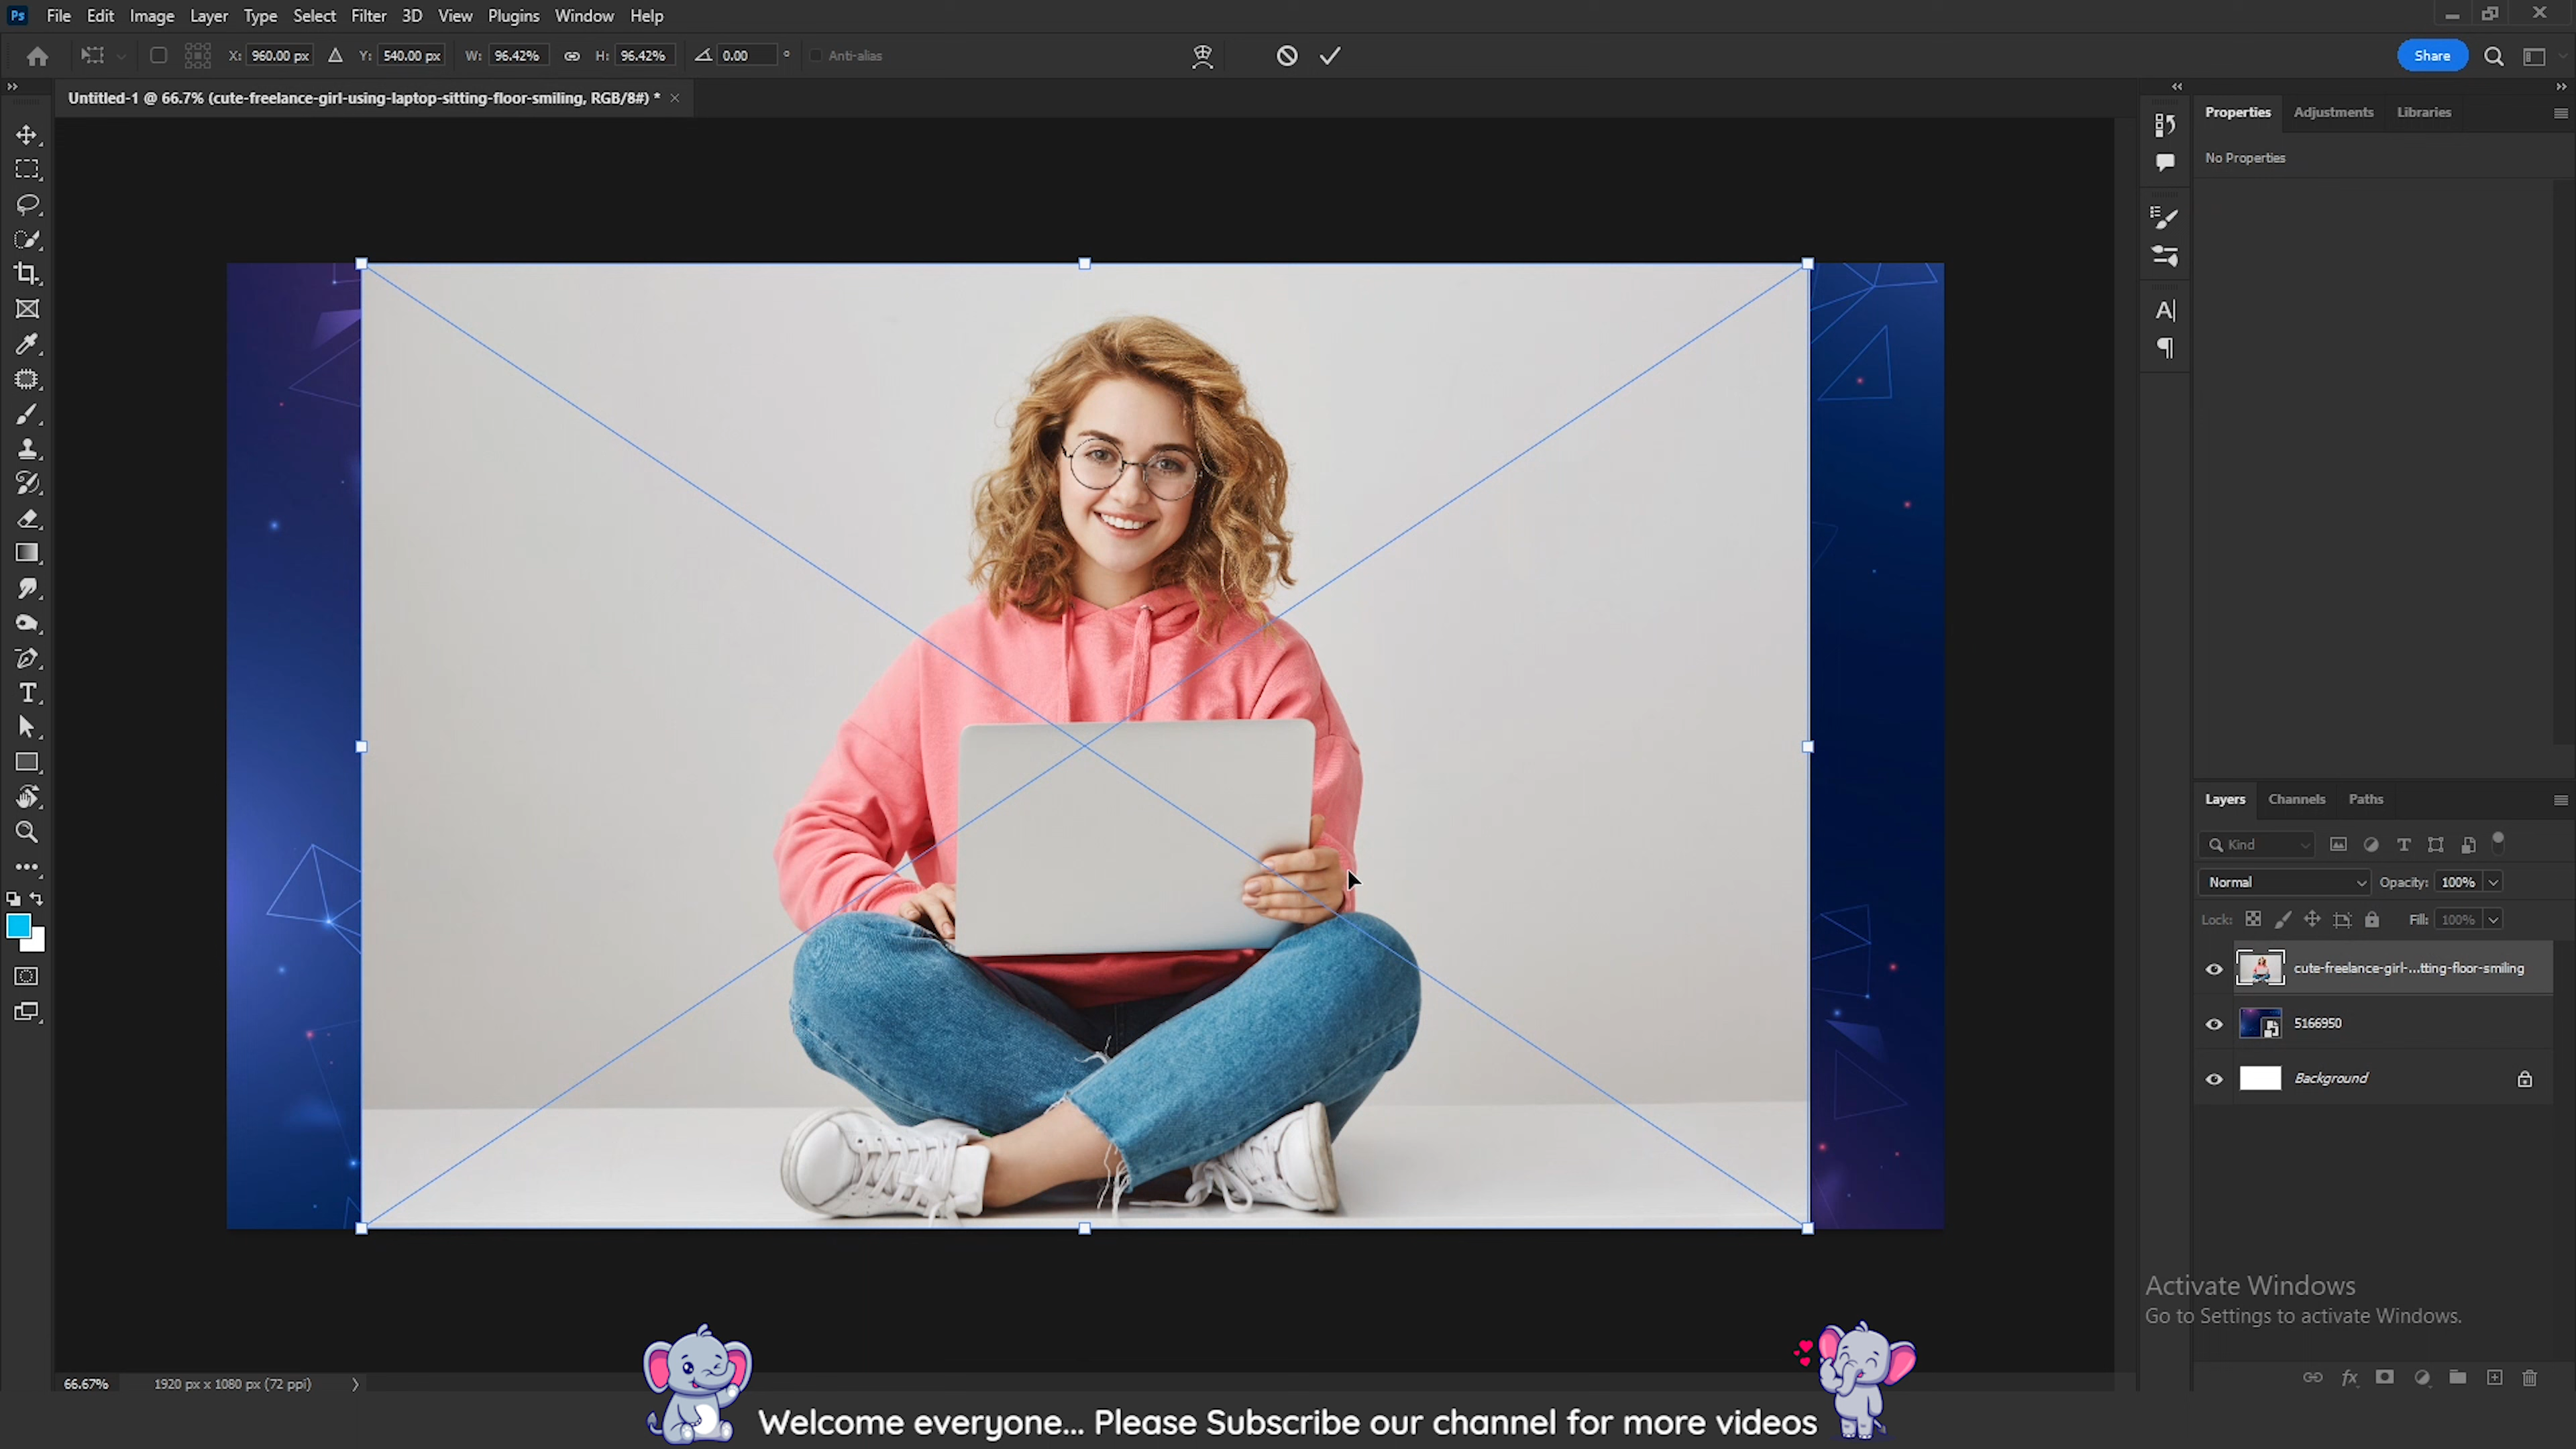 Ps File Edit Image Layer Type Select Filter 3D View Plugins Window Help
X: 960.00 px Y: 540.00 px W: 96.42% H: 96.42% 0.00 ° Anti-alias Share
Untitled-1 @ 66.7% (cute-freelance-girl-using-laptop-sitting-floor-smiling, RGB/8#) *
Properties Adjustments Libraries
No Properties
Layers Channels Paths
Kind
Normal Opacity: 100%
Lock: Fill: 100%
cute-freelance-girl-...tting-floor-smiling
5166950
Background
Activate Windows
Go to Settings to activate Windows.
66.67% 1920 px x 1080 px (72 ppi)
Welcome everyone... Please Subscribe our channel for more videos